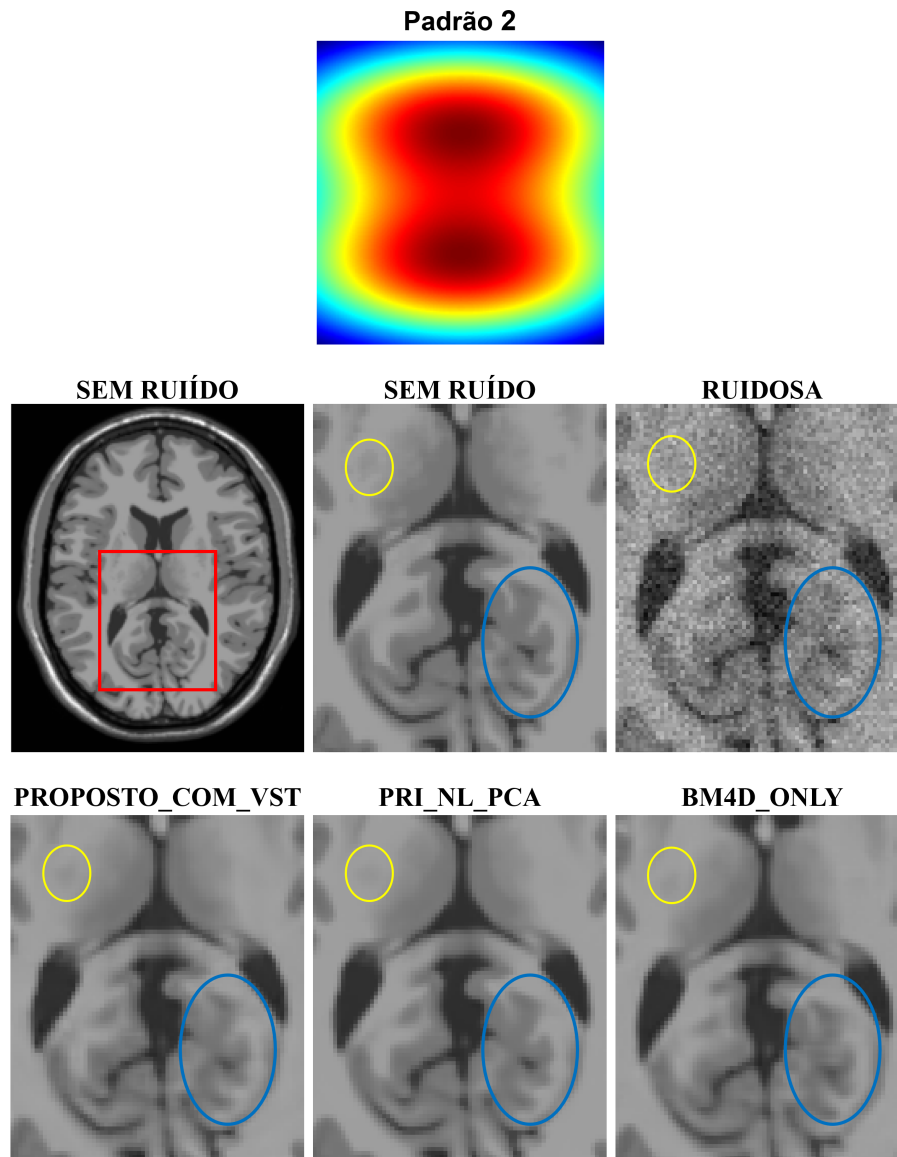 Padrão 2
SEM RUIÍDO
SEM RUÍDO
RUIDOSA
PROPOSTO_COM_VST
PRI_NL_PCA
BM4D_ONLY